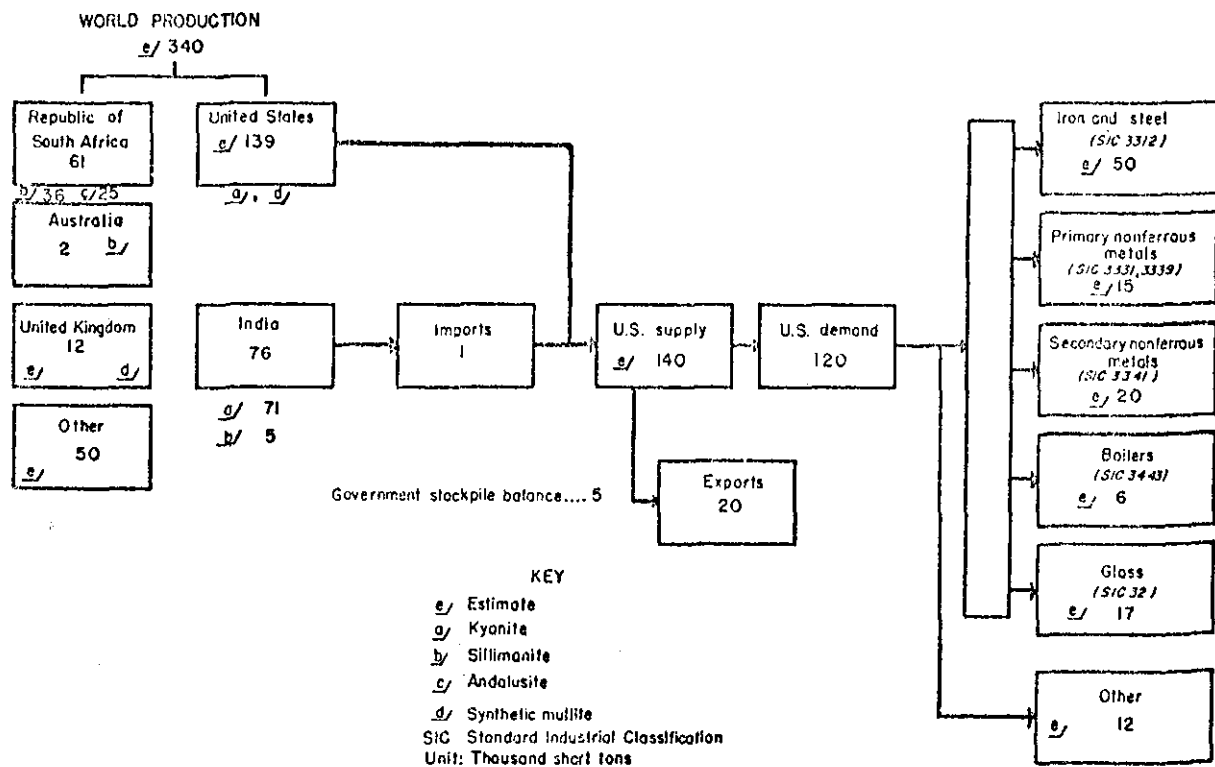 WORLD PRODUCTION
e/ 340
Republic of
South Africa
61
b/36 c/25
United States
e/ 139
a/, d/
Australia
2 b/
United Kingdom
12
e/ d/
India
76
a/ 71
b/ 5
Other
50
e/
Imports
1
U.S. supply
e/ 140
U.S. demand
120
Exports
20
Government stockpile balance.... 5
Iron and steel
(SIC 3312)
e/ 50
Primary nonferrous
metals
(SIC 3331, 3339)
e/ 15
Secondary nonferrous
metals
(SIC 3341)
e/ 20
Boilers
(SIC 3443)
e/ 6
Glass
(SIC 32)
e/ 17
Other
e/ 12
KEY
e/ Estimate
a/ Kyanite
b/ Sillimanite
c/ Andalusite
d/ Synthetic mullite
SIC Standard Industrial Classification
Unit: Thousand short tons